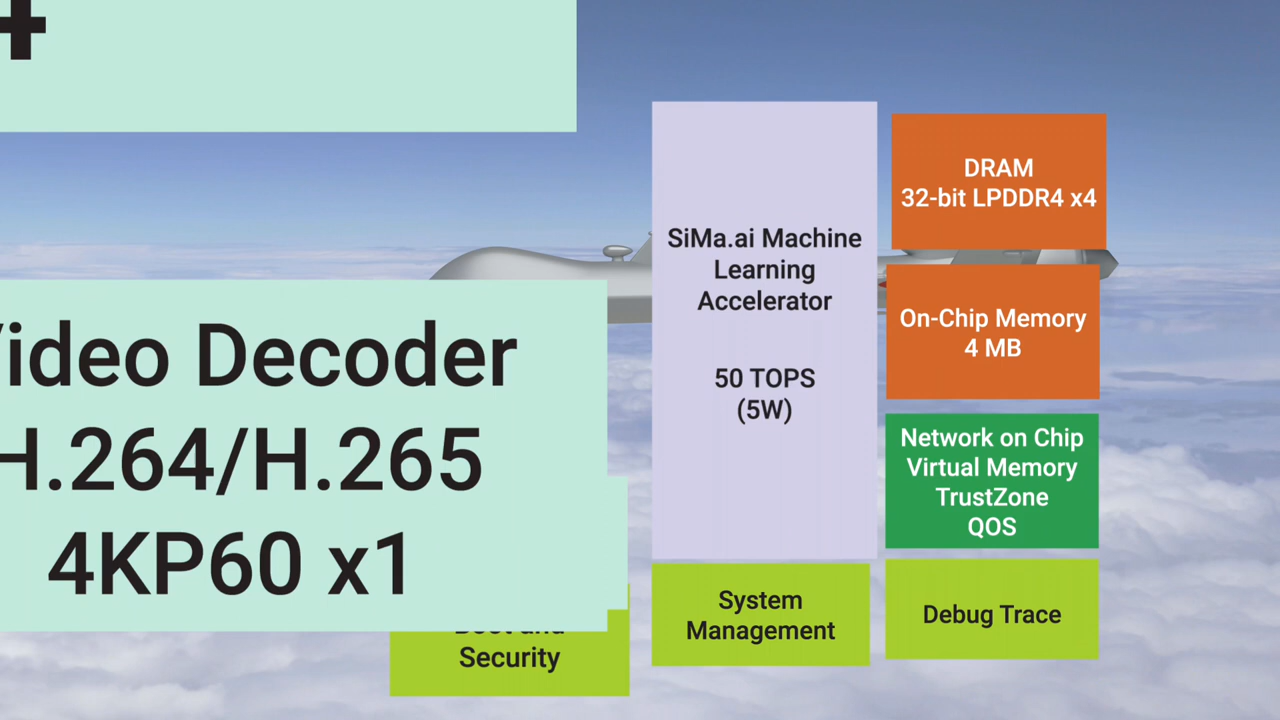 +
Video Decoder
H.264/H.265
4KP60 x1
Security
SiMa.ai Machine
Learning
Accelerator
50 TOPS
(5W)
System
Management
DRAM
32-bit LPDDR4 x4
On-Chip Memory
4 MB
Network on Chip
Virtual Memory
TrustZone
QOS
Debug Trace